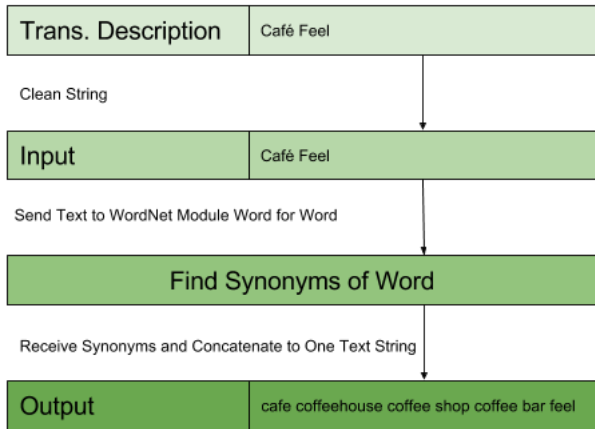 Trans. Description Café Feel
Clean String
Input Café Feel
Send Text to WordNet Module Word for Word
Find Synonyms of Word
Receive Synonyms and Concatenate to One Text String
Output cafe coffeehouse coffee shop coffee bar feel